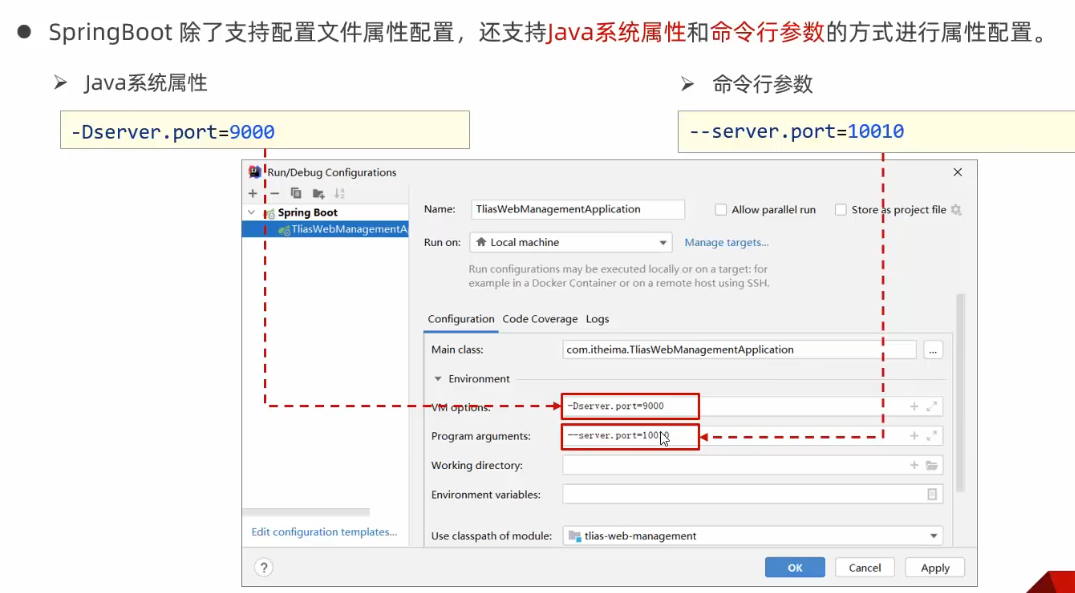 ● SpringBoot 除了支持配置文件属性配置，还支持Java系统属性和命令行参数的方式进行属性配置。
➢ Java系统属性
➢ 命令行参数
-Dserver.port=9000
--server.port=10010
Run/Debug Configurations
Name: TliasWebManagementApplication
Allow parallel run
Store as project file
Spring Boot
TliasWebManagementA
Run on: Local machine
Manage targets...
Run configurations may be executed locally or on a target: for
example in a Docker Container or on a remote host using SSH.
Configuration Code Coverage Logs
Main class: com.itheima.TliasWebManagementApplication ...
Environment
VM options: -Dserver.port=9000
Program arguments: --server.port=10010
Working directory:
Environment variables:
Use classpath of module: tlias-web-management
Edit configuration templates...
? OK Cancel Apply